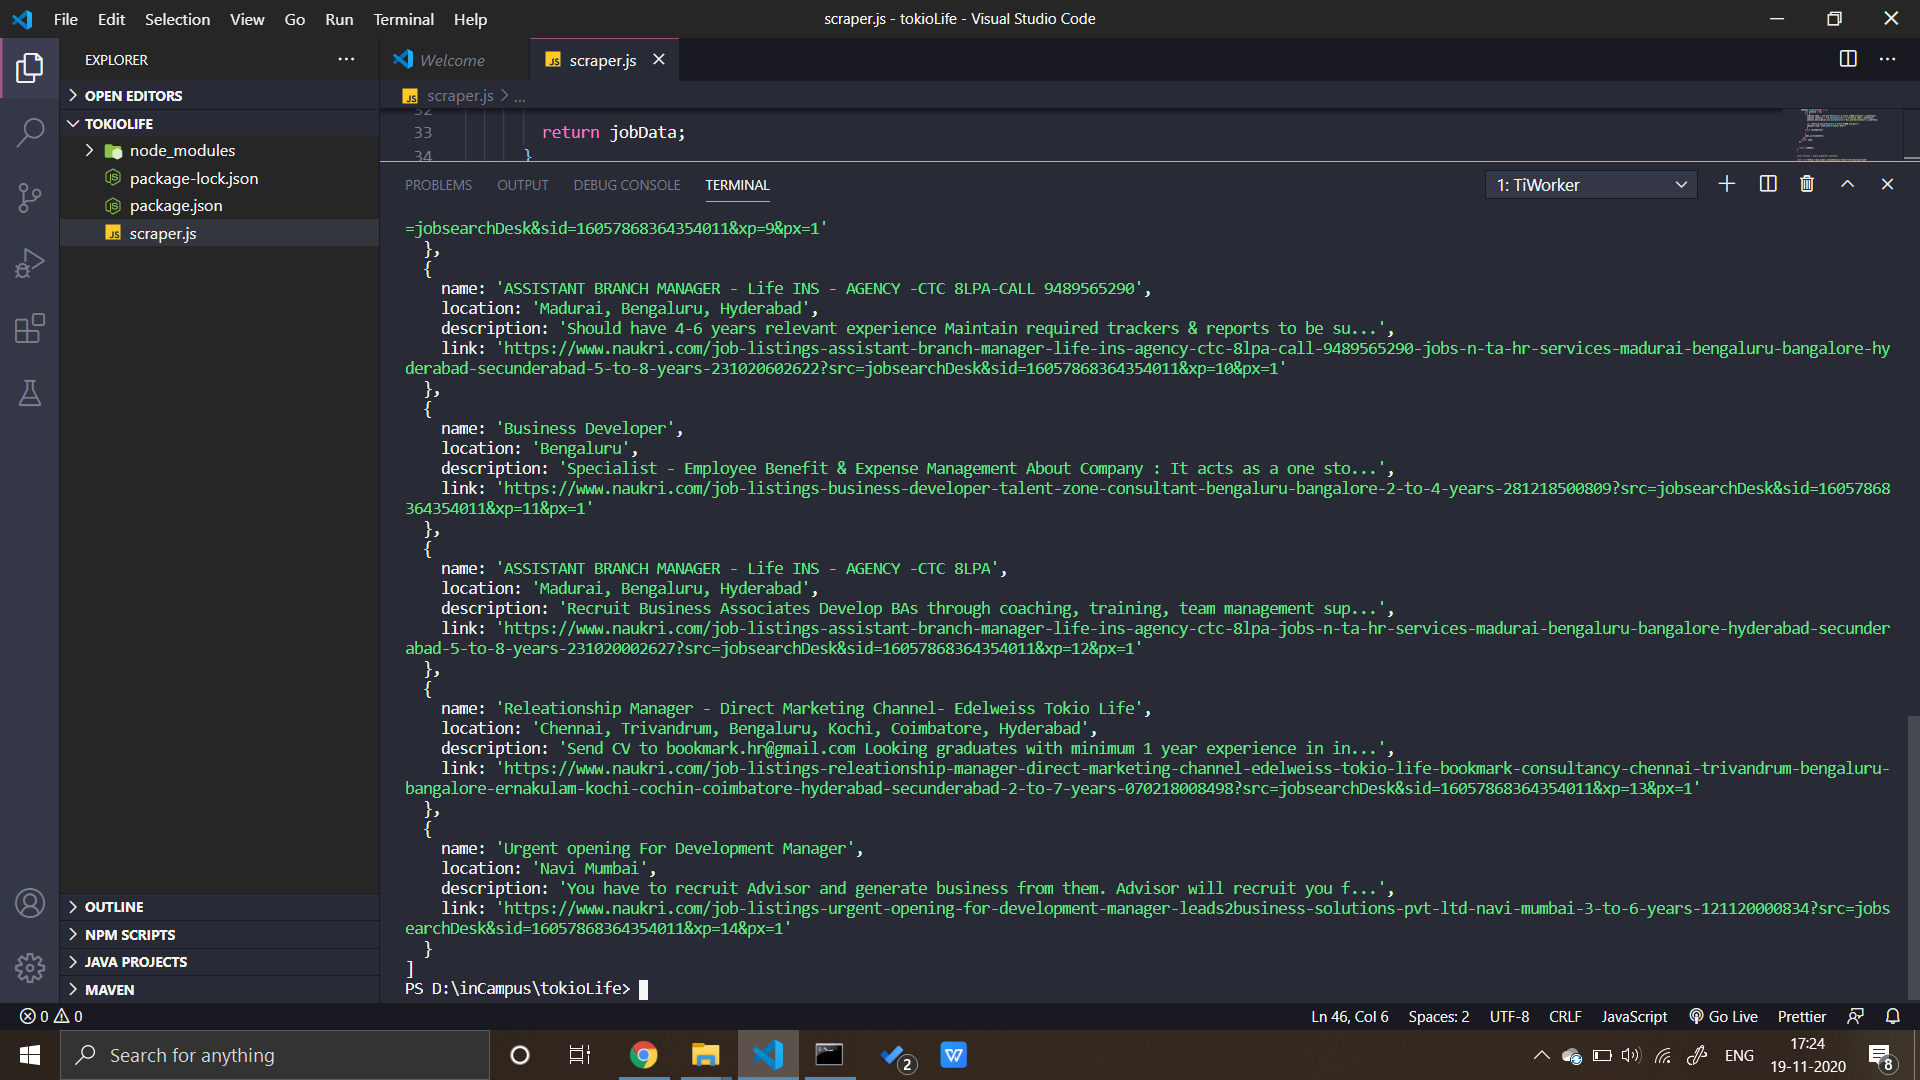 File Edit Selection View Go Run Terminal Help
scraper.js - tokioLife - Visual Studio Code
EXPLORER
OPEN EDITORS
TOKIOLIFE
node_modules
package-lock.json
package.json
scraper.js
OUTLINE
NPM SCRIPTS
JAVA PROJECTS
MAVEN
Welcome
scraper.js
scraper.js > ...
32
33 return jobData;
34 }
PROBLEMS OUTPUT DEBUG CONSOLE TERMINAL
1: TiWorker
=jobsearchDesk&sid=16057868364354011&xp=9&px=1'
},
{
name: 'ASSISTANT BRANCH MANAGER - Life INS - AGENCY -CTC 8LPA-CALL 9489565290',
location: 'Madurai, Bengaluru, Hyderabad',
description: 'Should have 4-6 years relevant experience Maintain required trackers & reports to be su...',
link: 'https://www.naukri.com/job-listings-assistant-branch-manager-life-ins-agency-ctc-8lpa-call-9489565290-jobs-n-ta-hr-services-madurai-bengaluru-bangalore-hy
derabad-secunderabad-5-to-8-years-231020602622?src=jobsearchDesk&sid=16057868364354011&xp=10&px=1'
},
{
name: 'Business Developer',
location: 'Bengaluru',
description: 'Specialist - Employee Benefit & Expense Management About Company : It acts as a one sto...',
link: 'https://www.naukri.com/job-listings-business-developer-talent-zone-consultant-bengaluru-bangalore-2-to-4-years-281218500809?src=jobsearchDesk&sid=16057868
364354011&xp=11&px=1'
},
{
name: 'ASSISTANT BRANCH MANAGER - Life INS - AGENCY -CTC 8LPA',
location: 'Madurai, Bengaluru, Hyderabad',
description: 'Recruit Business Associates Develop BAs through coaching, training, team management sup...',
link: 'https://www.naukri.com/job-listings-assistant-branch-manager-life-ins-agency-ctc-8lpa-jobs-n-ta-hr-services-madurai-bengaluru-bangalore-hyderabad-secunder
abad-5-to-8-years-231020002627?src=jobsearchDesk&sid=16057868364354011&xp=12&px=1'
},
{
name: 'Releationship Manager - Direct Marketing Channel- Edelweiss Tokio Life',
location: 'Chennai, Trivandrum, Bengaluru, Kochi, Coimbatore, Hyderabad',
description: 'Send CV to bookmark.hr@gmail.com Looking graduates with minimum 1 year experience in in...',
link: 'https://www.naukri.com/job-listings-releationship-manager-direct-marketing-channel-edelweiss-tokio-life-bookmark-consultancy-chennai-trivandrum-bengaluru-
bangalore-ernakulam-kochi-cochin-coimbatore-hyderabad-secunderabad-2-to-7-years-070218008498?src=jobsearchDesk&sid=16057868364354011&xp=13&px=1'
},
{
name: 'Urgent opening For Development Manager',
location: 'Navi Mumbai',
description: 'You have to recruit Advisor and generate business from them. Advisor will recruit you f...',
link: 'https://www.naukri.com/job-listings-urgent-opening-for-development-manager-leads2business-solutions-pvt-ltd-navi-mumbai-3-to-6-years-121120000834?src=jobs
earchDesk&sid=16057868364354011&xp=14&px=1'
}
]
PS D:\inCampus\tokioLife>
0 0
Ln 46, Col 6 Spaces: 2 UTF-8 CRLF JavaScript Go Live Prettier
Search for anything
2
ENG
17:24
19-11-2020
8